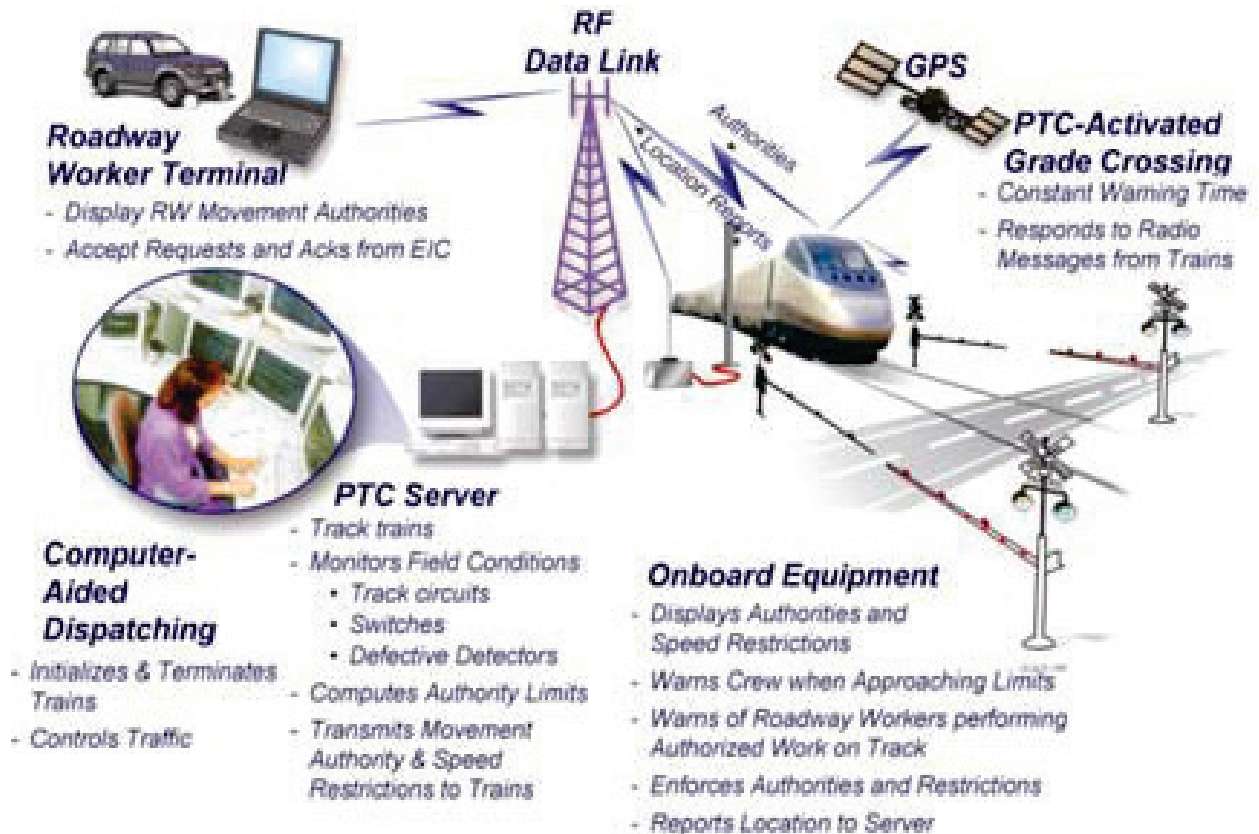 RF
Data Link
GPS
Roadway
Worker Terminal
- Display RW Movement Authorities
- Accept Requests and Acks from EIC
• Authorities
• Location Reports
PTC-Activated
Grade Crossing
- Constant Warning Time
- Responds to Radio
Messages from Trains
Computer-
Aided
Dispatching
- Initializes & Terminates
Trains
- Controls Traffic
PTC Server
- Track trains
- Monitors Field Conditions
• Track circuits
• Switches
• Defective Detectors
- Computes Authority Limits
- Transmits Movement
Authority & Speed
Restrictions to Trains
Onboard Equipment
- Displays Authorities and
Speed Restrictions
- Warns Crew when Approaching Limits
- Warns of Roadway Workers performing
Authorized Work on Track
- Enforces Authorities and Restrictions
- Reports Location to Server